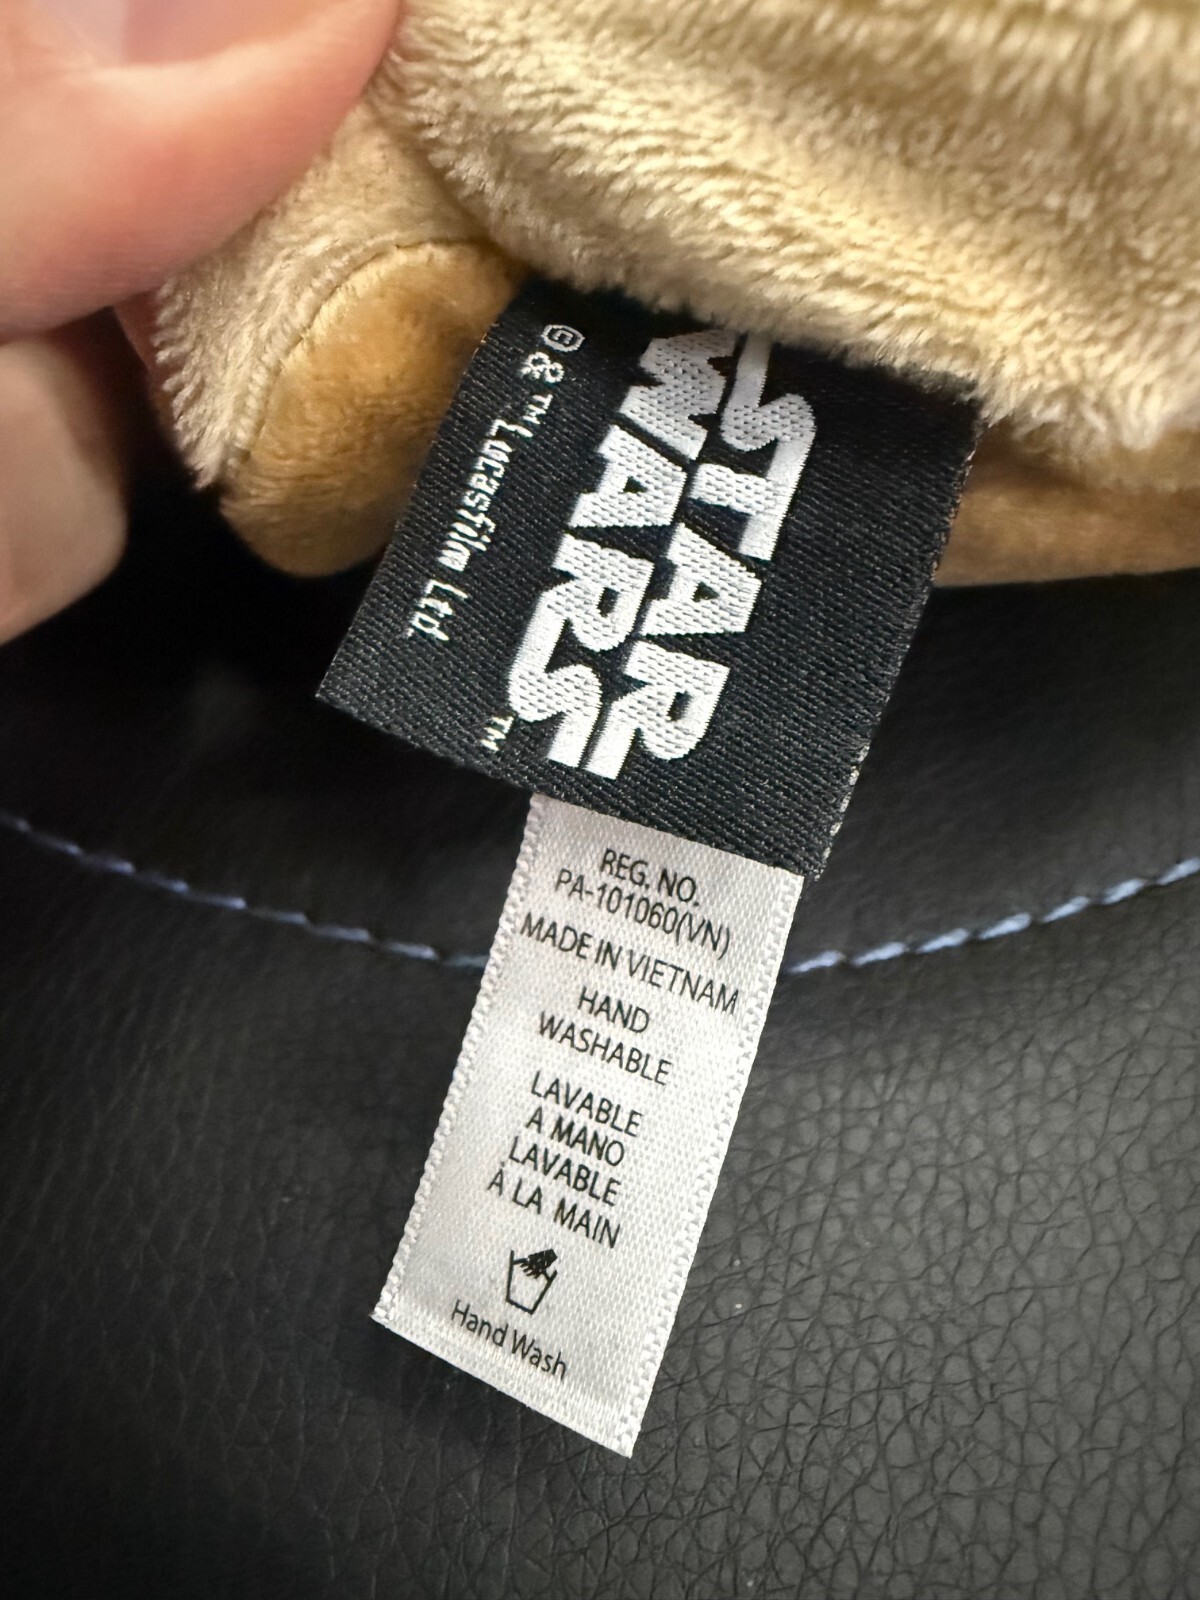 STAR
WARS
TM
© & ™ Lucasfilm Ltd.
REG. NO.
PA-101060(VN)
MADE IN VIETNAM
HAND
WASHABLE
LAVABLE
A MANO
LAVABLE
À LA MAIN
Hand Wash